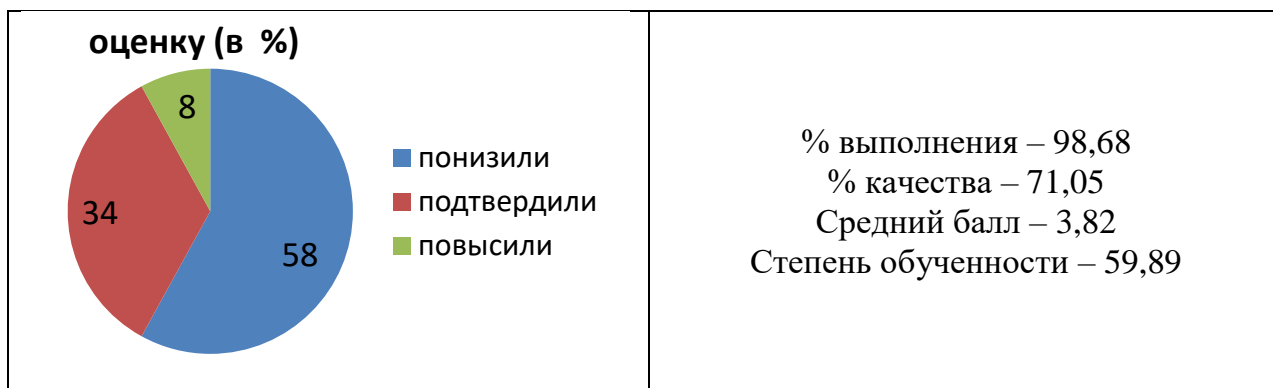 оценку (в %)
8
34
58
понизили
подтвердили
повысили
% выполнения – 98,68
% качества – 71,05
Средний балл – 3,82
Степень обученности – 59,89